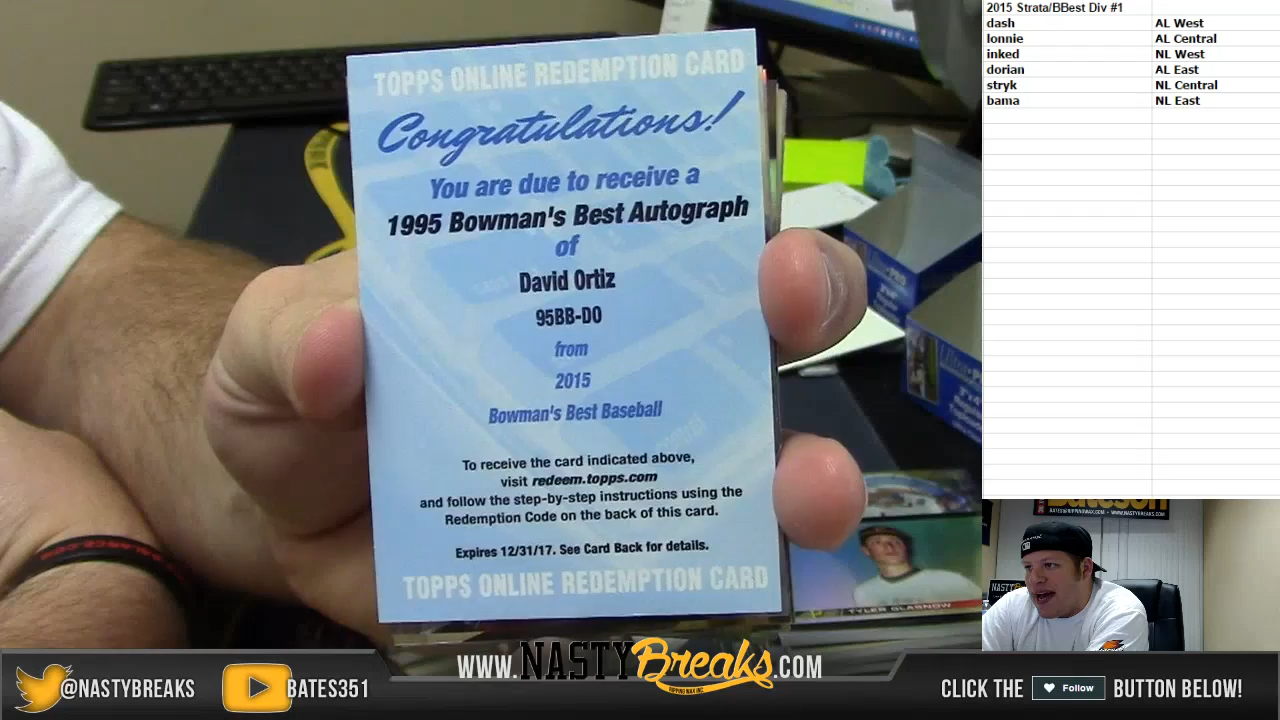 TOPPS ONLINE REDEMPTION CARD
Congratulations!
You are due to receive a
1995 Bowman's Best Autograph
of
David Ortiz
95BB-DO
from
2015
Bowman's Best Baseball
To receive the card indicated above,
visit redeem.topps.com
and follow the step-by-step instructions using the
Redemption Code on the back of this card.
Expires 12/31/17. See Card Back for details.
TOPPS ONLINE REDEMPTION CARD
TYLER GLASNOW
2015 Strata/BBest Div #1
dash AL West
lonnie AL Central
inked NL West
dorian AL East
stryk NL Central
bama NL East
@NASTYBREAKS
BATES351
WWW.NASTYBreaks.COM
RIPPING WAX INC
CLICK THE Follow BUTTON BELOW!